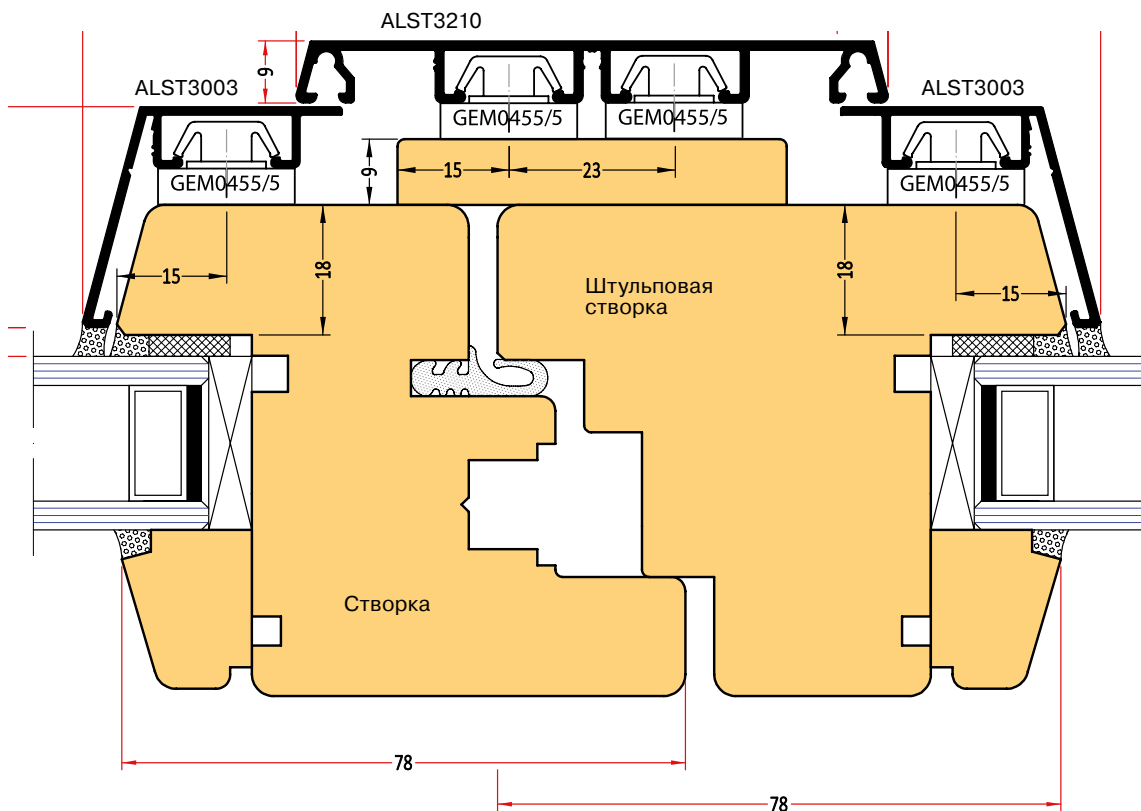 ALST3210
9
ALST3003
ALST3003
GEM0455/5
GEM0455/5
9
15
23
GEM0455/5
GEM0455/5
18
18
15
15
Штульповая
створка
Створка
78
78